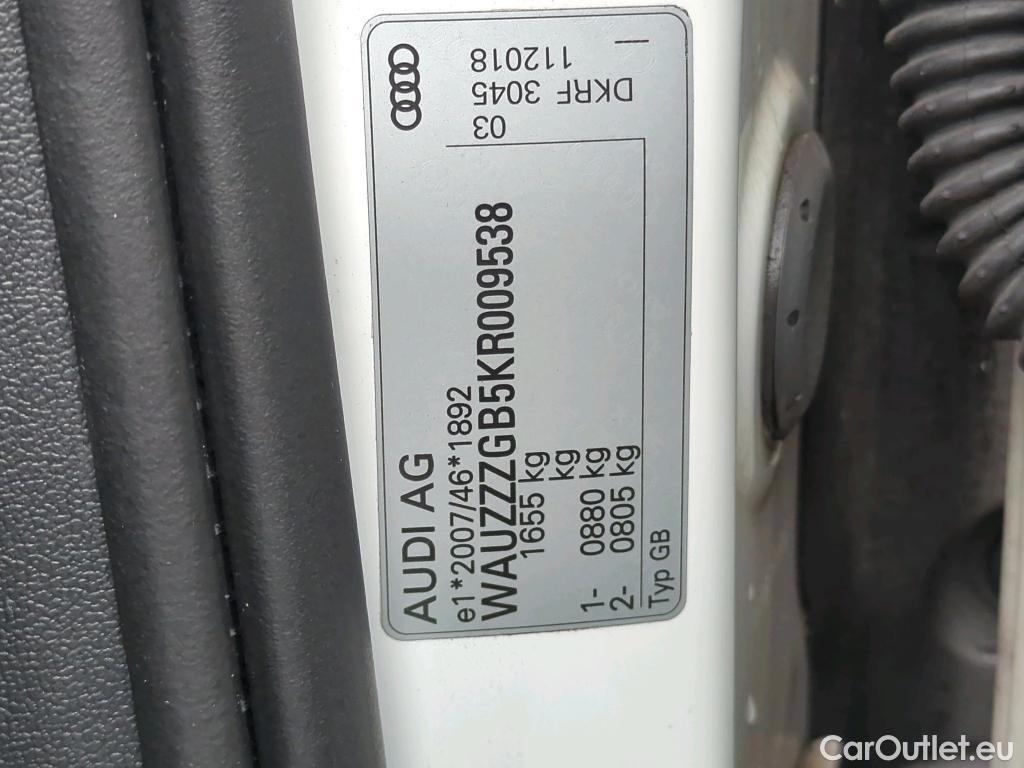 AUDI AG
e1*2007/46*1892
WAUZZZGB5KR009538
1655 kg
kg
1- 0880 kg
2- 0805 kg
Typ GB
03
DKRF 3045
112018
CarOutlet.eu